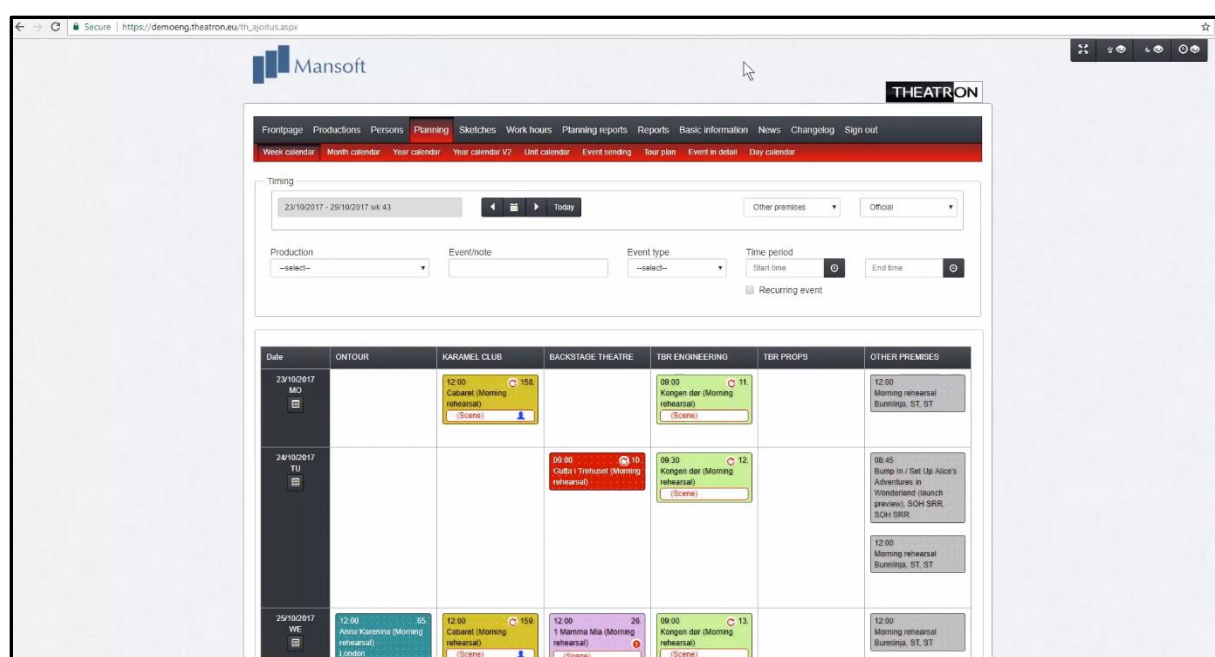 Secure | https://demoeng.theatron.eu/th_ajoitus.aspx
Mansoft
THEATRON
Frontpage Productions Persons Planning Sketches Work hours Planning reports Reports Basic information News Changelog Sign out
Week calendar Month calendar Year calendar Year calendar V2 Unit calendar Event sending Tour plan Event in detail Day calendar
Timing
23/10/2017 - 29/10/2017 wk 43 Today Other premises Official
Production Event/note Event type Time period
--select-- --select-- Start time End time
Recurring event
Date ONTOUR KARAMEL CLUB BACKSTAGE THEATRE TBR ENGINEERING TBR PROPS OTHER PREMISES
23/10/2017
MO
12:00 158.
Cabaret (Morning
rehearsal)
(Scene)
09:00 11.
Kongen dør (Morning
rehearsal)
(Scene)
12:00
Morning rehearsal
Bunninja, ST, ST
24/10/2017
TU
09:00 10.
Gutta i Trehuset (Morning
rehearsal)
09:30 12.
Kongen dør (Morning
rehearsal)
(Scene)
08:45
Bump In / Set Up Alice's
Adventures in
Wonderland (launch
preview), SOH SRR,
SOH SRR
12:00
Morning rehearsal
Bunninja, ST, ST
25/10/2017
WE
12:00 65.
Annu Karenina (Morning
rehearsal)
London
12:00 159.
Cabaret (Morning
rehearsal)
(Scene)
12:00 26.
1 Mamma Mia (Morning
rehearsal)
(Scene)
09:00 13.
Kongen dør (Morning
rehearsal)
(Scene)
12:00
Morning rehearsal
Bunninja, ST, ST